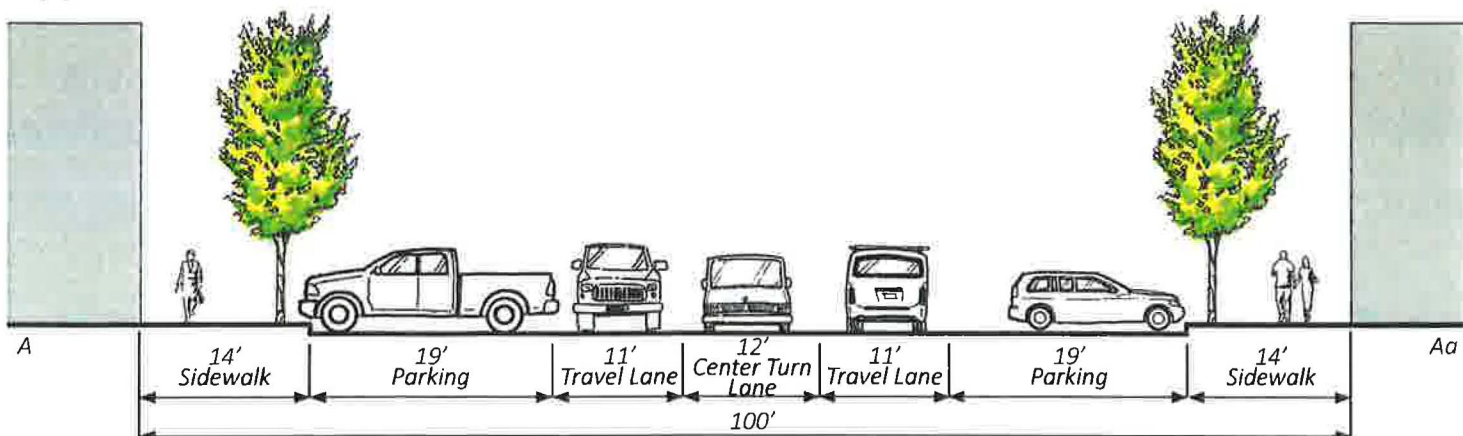 A
Aa
14'
Sidewalk
19'
Parking
11'
Travel Lane
12'
Center Turn
Lane
11'
Travel Lane
19'
Parking
14'
Sidewalk
100'